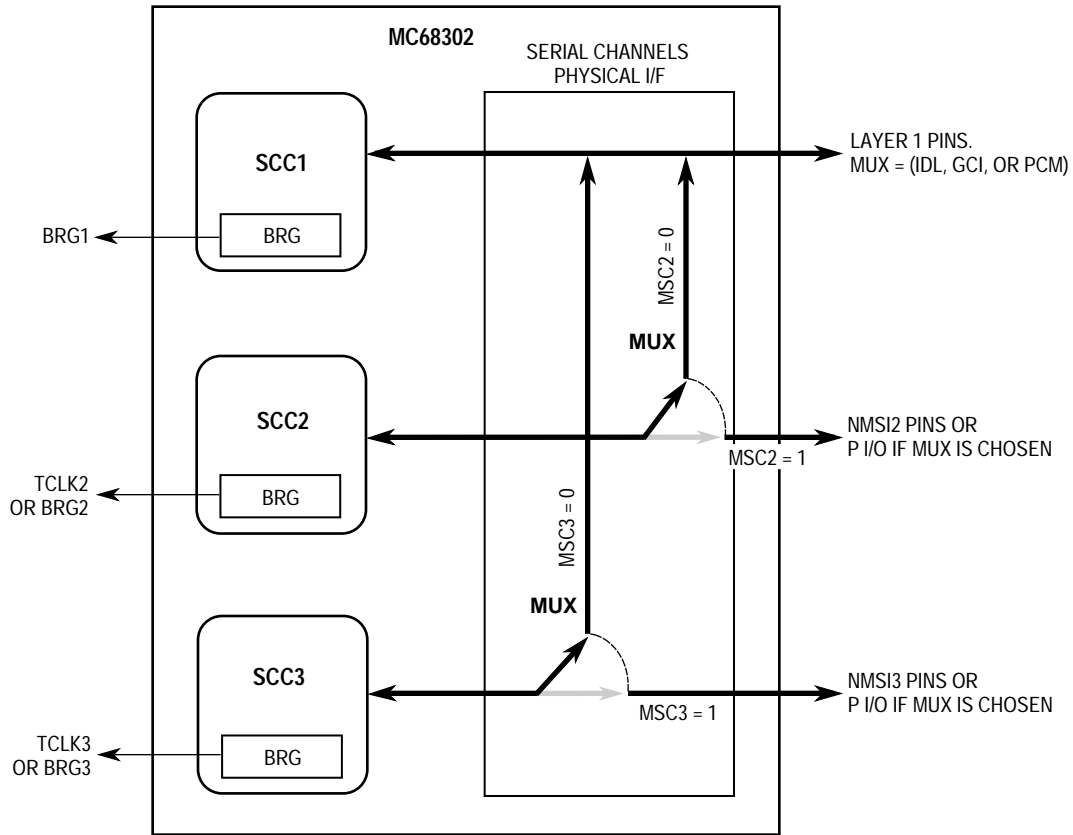 MC68302
SERIAL CHANNELS
PHYSICAL I/F
SCC1
BRG
BRG1
LAYER 1 PINS.
MUX = (IDL, GCI, OR PCM)
MSC2 = 0
MUX
SCC2
BRG
TCLK2
OR BRG2
NMSI2 PINS OR
P I/O IF MUX IS CHOSEN
MSC2 = 1
MSC3 = 0
MUX
SCC3
BRG
TCLK3
OR BRG3
NMSI3 PINS OR
P I/O IF MUX IS CHOSEN
MSC3 = 1